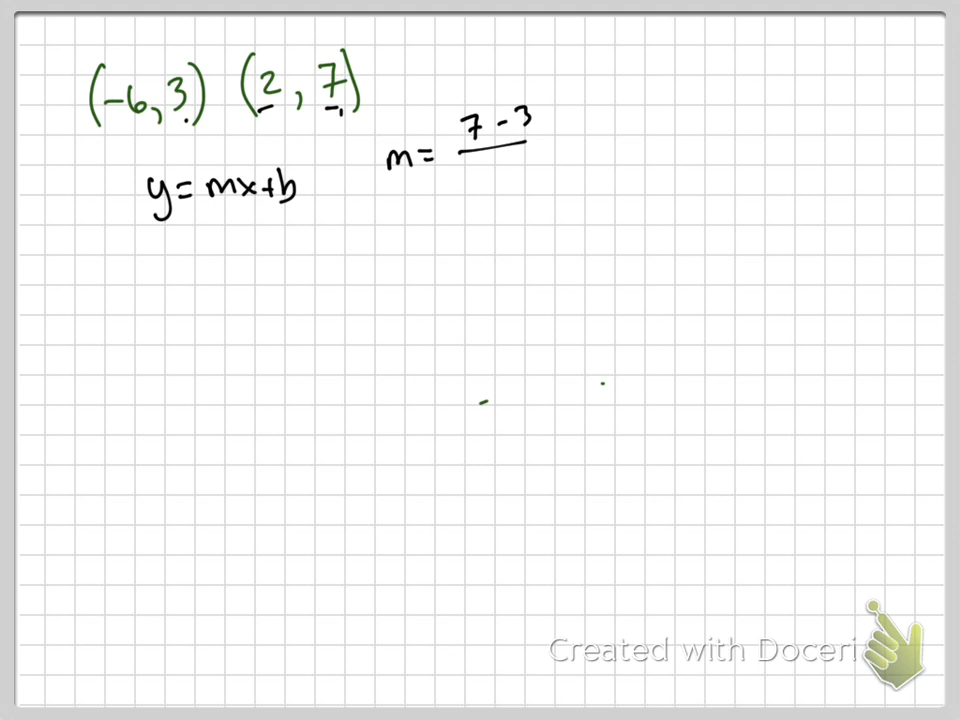 (-6, 3) (2, 7)
m = 7 - 3
y = mx+b
Created with Doceri